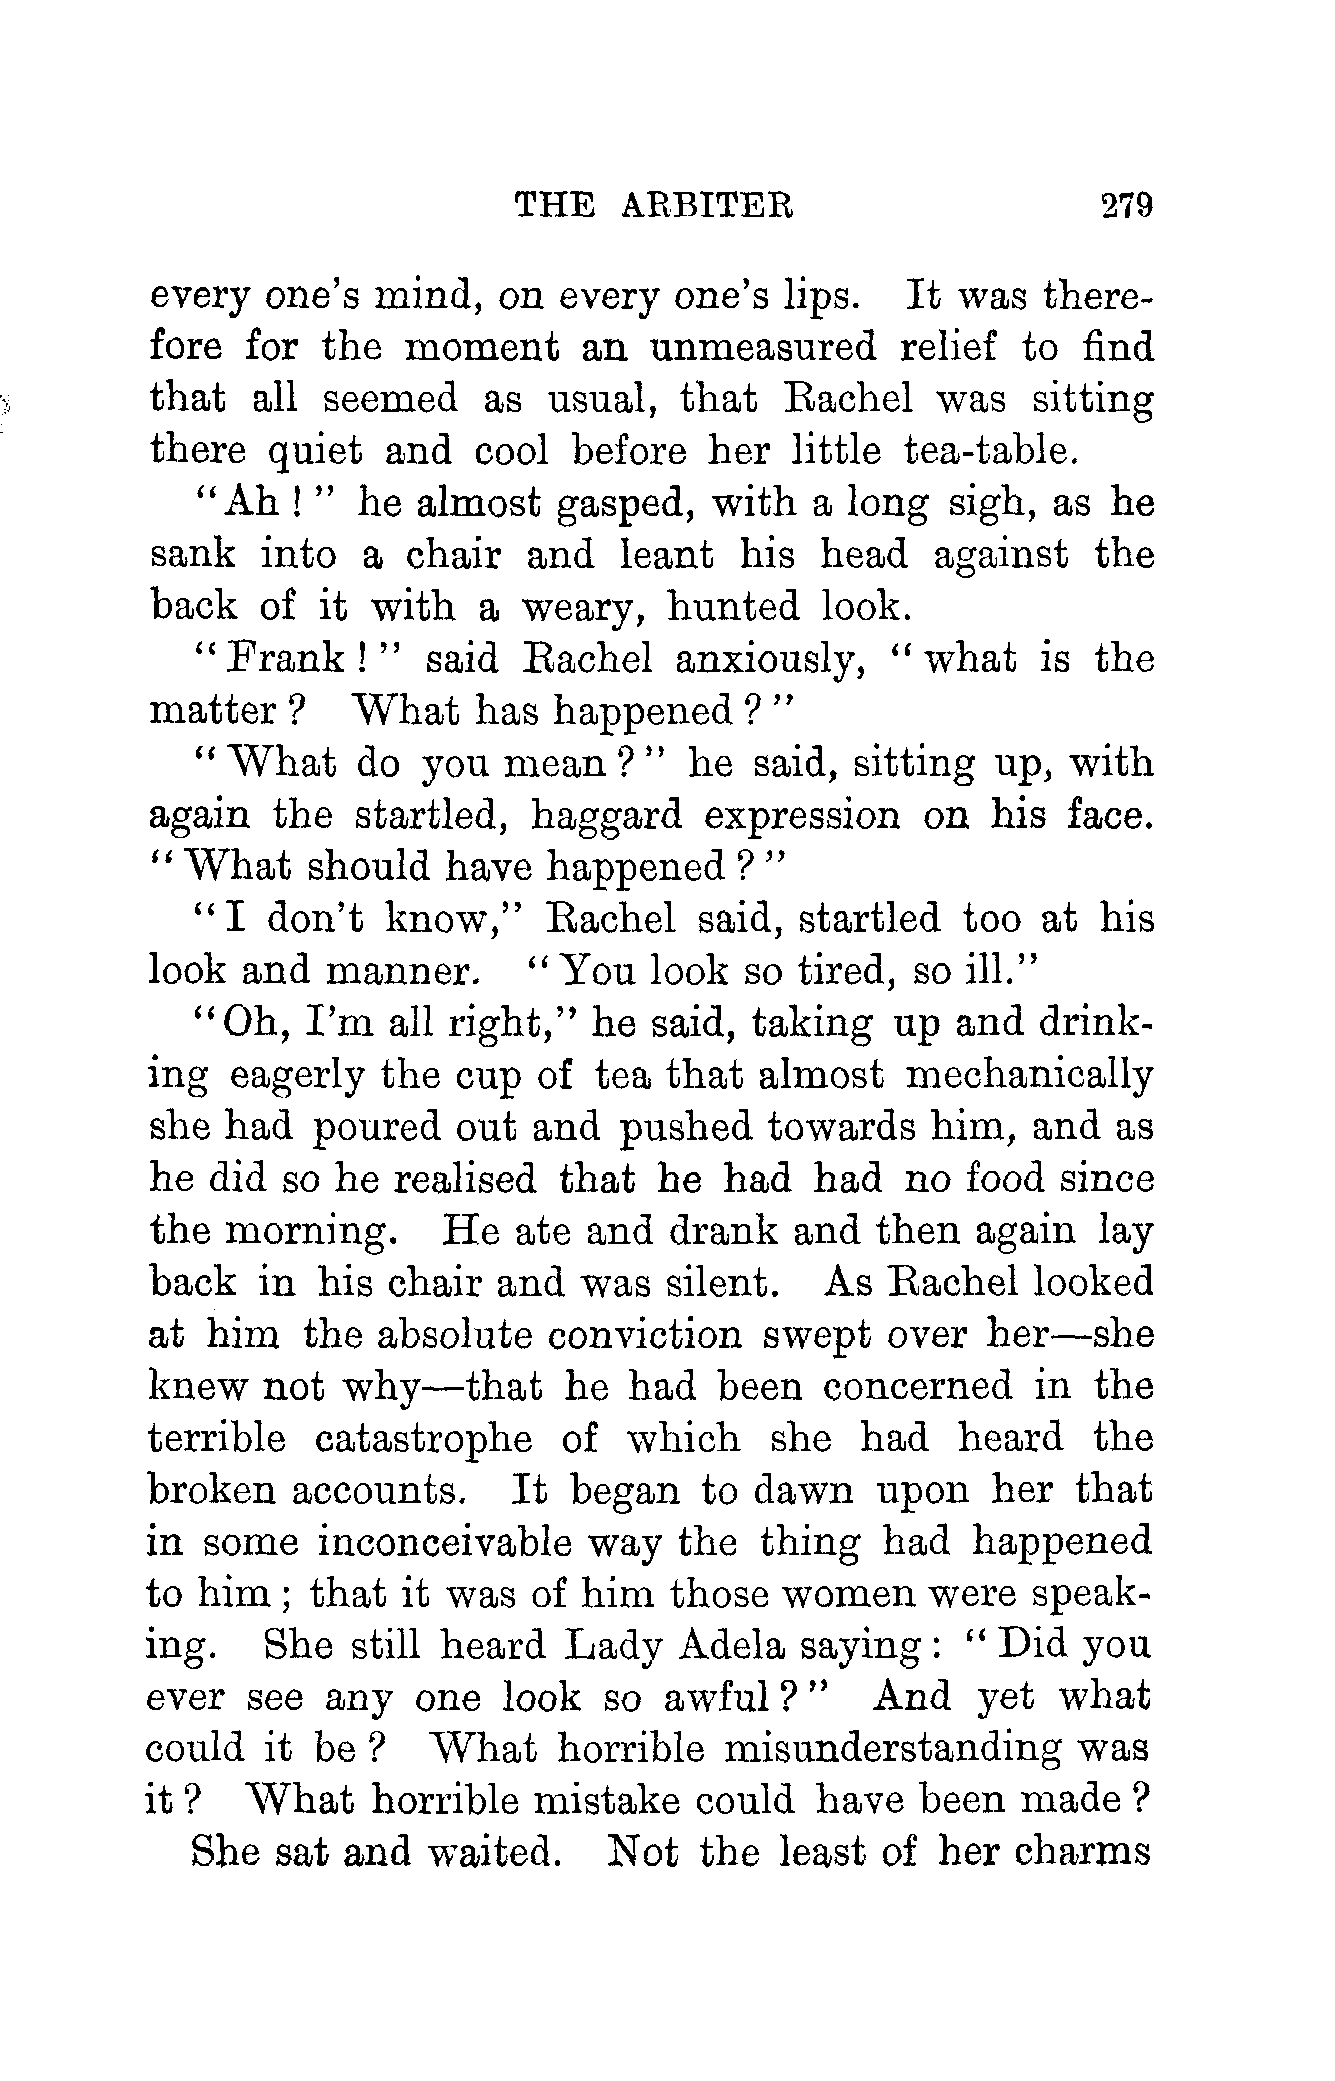 THE ARBITER 279
every one's mind, on every one's lips. It was there-
fore for the moment an unmeasured relief to find
that all seemed as usual, that Rachel was sitting
there quiet and cool before her little tea-table.
"Ah ! " he almost gasped, with a long sigh, as he
sank into a chair and leant his head against the
back of it with a weary, hunted look.
" Frank ! " said Rachel anxiously, " what is the
matter ? What has happened ? "
" What do you mean ? " he said, sitting up, with
again the startled, haggard expression on his face.
" What should have happened ? "
" I don't know," Rachel said, startled too at his
look and manner. " You look so tired, so ill."
" Oh, I'm all right," he said, taking up and drink-
ing eagerly the cup of tea that almost mechanically
she had poured out and pushed towards him, and as
he did so he realised that he had had no food since
the morning. He ate and drank and then again lay
back in his chair and was silent. As Rachel looked
at him the absolute conviction swept over her—she
knew not why—that he had been concerned in the
terrible catastrophe of which she had heard the
broken accounts. It began to dawn upon her that
in some inconceivable way the thing had happened
to him ; that it was of him those women were speak-
ing. She still heard Lady Adela saying : " Did you
ever see any one look so awful ? " And yet what
could it be ? What horrible misunderstanding was
it ? What horrible mistake could have been made ?
She sat and waited. Not the least of her charms